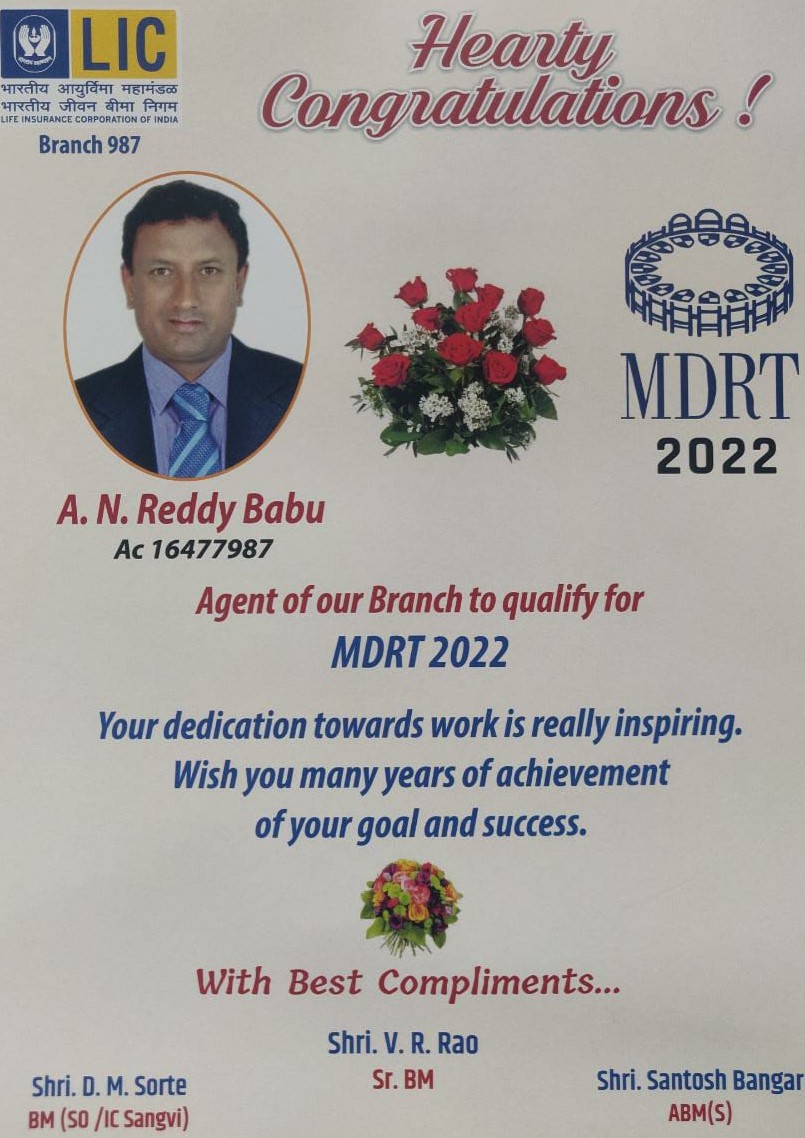 LIC
भारतीय आयुर्विमा महामंडळ
भारतीय जीवन बीमा निगम
LIFE INSURANCE CORPORATION OF INDIA
Branch 987
Hearty
Congratulations !
MDRT
2022
A. N. Reddy Babu
Ac 16477987
Agent of our Branch to qualify for
MDRT 2022
Your dedication towards work is really inspiring.
Wish you many years of achievement
of your goal and success.
With Best Compliments...
Shri. V. R. Rao
Sr. BM
Shri. D. M. Sorte
BM (SO /IC Sangvi)
Shri. Santosh Bangar
ABM(S)